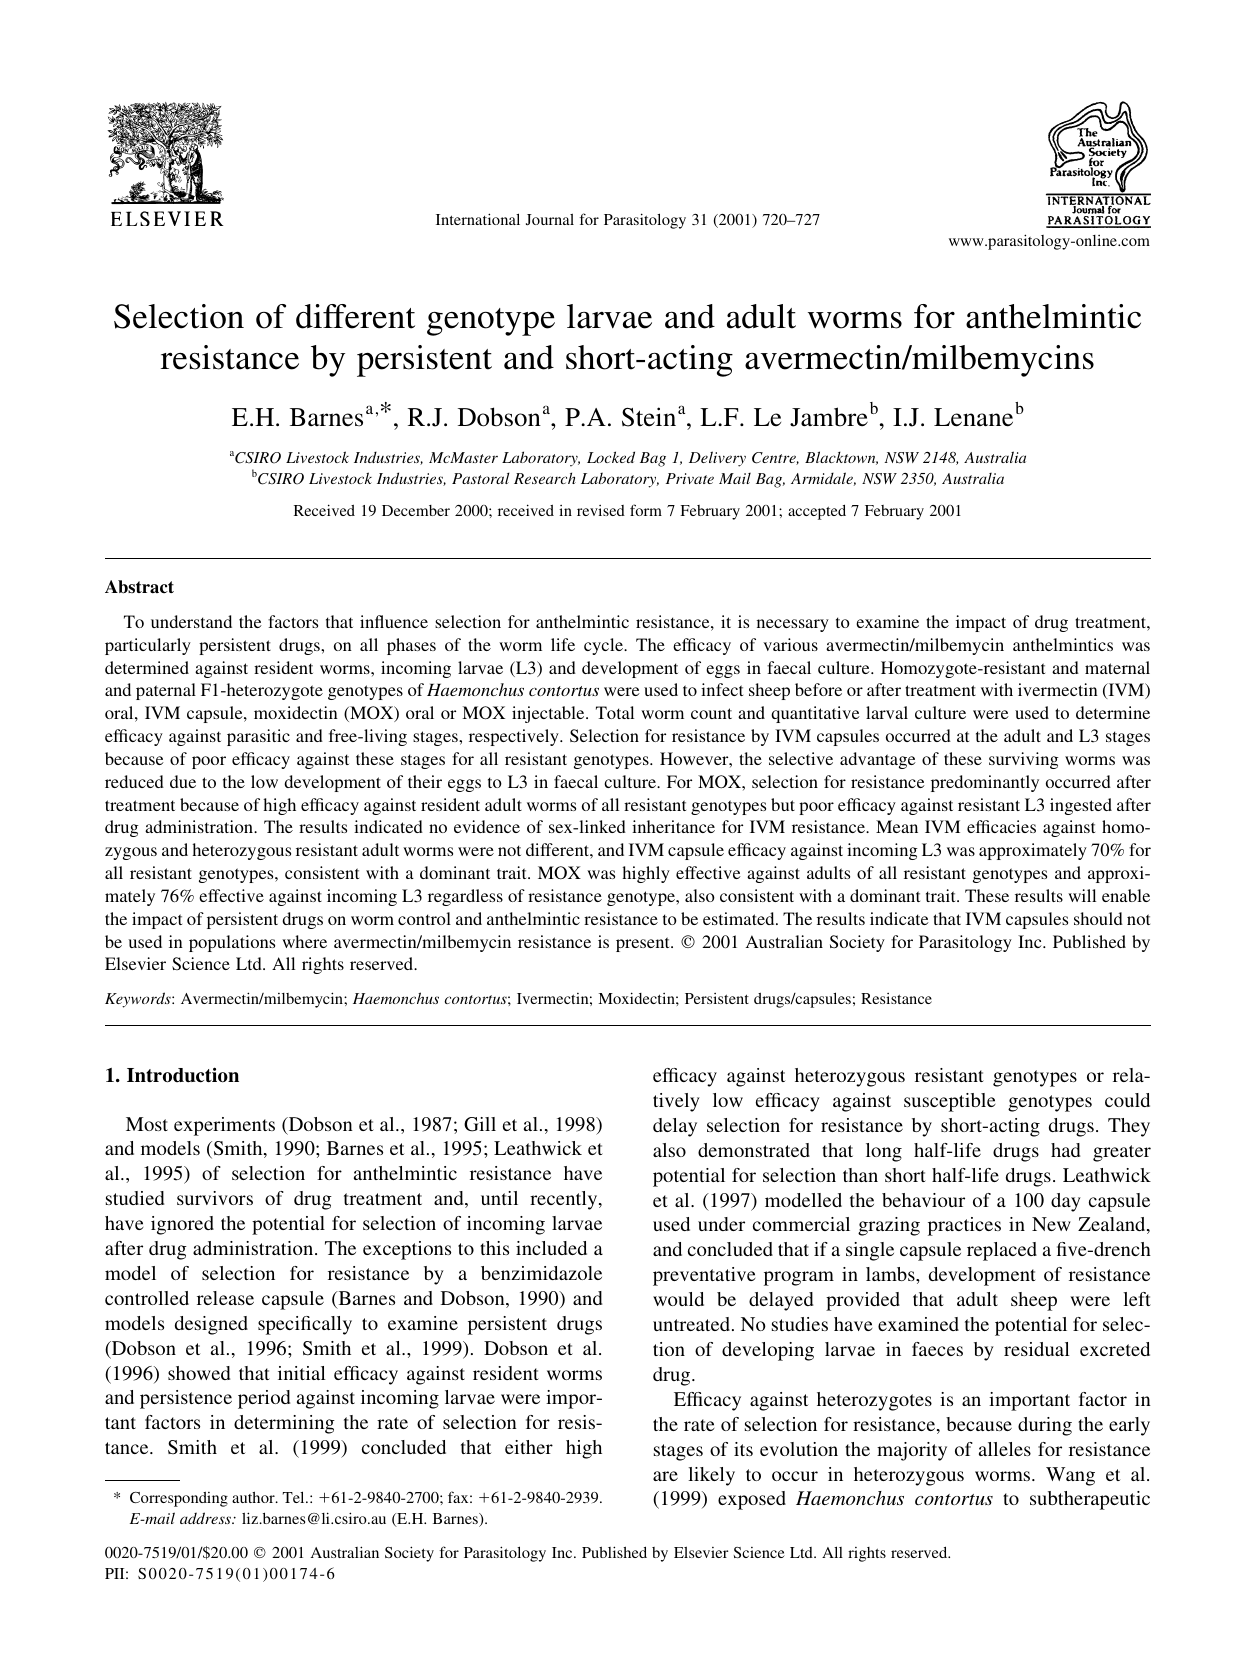 ELSEVIER
The
Australian
Society
for
Parasitology
Inc.
INTERNATIONAL
Journal for
PARASITOLOGY
International Journal for Parasitology 31 (2001) 720–727
www.parasitology-online.com
Selection of different genotype larvae and adult worms for anthelmintic
resistance by persistent and short-acting avermectin/milbemycins
E.H. Barnesa,*, R.J. Dobsona, P.A. Steina, L.F. Le Jambreb, I.J. Lenaneb
aCSIRO Livestock Industries, McMaster Laboratory, Locked Bag 1, Delivery Centre, Blacktown, NSW 2148, Australia
bCSIRO Livestock Industries, Pastoral Research Laboratory, Private Mail Bag, Armidale, NSW 2350, Australia
Received 19 December 2000; received in revised form 7 February 2001; accepted 7 February 2001
Abstract
To understand the factors that influence selection for anthelmintic resistance, it is necessary to examine the impact of drug treatment,
particularly persistent drugs, on all phases of the worm life cycle. The efficacy of various avermectin/milbemycin anthelmintics was
determined against resident worms, incoming larvae (L3) and development of eggs in faecal culture. Homozygote-resistant and maternal
and paternal F1-heterozygote genotypes of Haemonchus contortus were used to infect sheep before or after treatment with ivermectin (IVM)
oral, IVM capsule, moxidectin (MOX) oral or MOX injectable. Total worm count and quantitative larval culture were used to determine
efficacy against parasitic and free-living stages, respectively. Selection for resistance by IVM capsules occurred at the adult and L3 stages
because of poor efficacy against these stages for all resistant genotypes. However, the selective advantage of these surviving worms was
reduced due to the low development of their eggs to L3 in faecal culture. For MOX, selection for resistance predominantly occurred after
treatment because of high efficacy against resident adult worms of all resistant genotypes but poor efficacy against resistant L3 ingested after
drug administration. The results indicated no evidence of sex-linked inheritance for IVM resistance. Mean IVM efficacies against homo-
zygous and heterozygous resistant adult worms were not different, and IVM capsule efficacy against incoming L3 was approximately 70% for
all resistant genotypes, consistent with a dominant trait. MOX was highly effective against adults of all resistant genotypes and approxi-
mately 76% effective against incoming L3 regardless of resistance genotype, also consistent with a dominant trait. These results will enable
the impact of persistent drugs on worm control and anthelmintic resistance to be estimated. The results indicate that IVM capsules should not
be used in populations where avermectin/milbemycin resistance is present. © 2001 Australian Society for Parasitology Inc. Published by
Elsevier Science Ltd. All rights reserved.
Keywords: Avermectin/milbemycin; Haemonchus contortus; Ivermectin; Moxidectin; Persistent drugs/capsules; Resistance
1. Introduction
Most experiments (Dobson et al., 1987; Gill et al., 1998)
and models (Smith, 1990; Barnes et al., 1995; Leathwick et
al., 1995) of selection for anthelmintic resistance have
studied survivors of drug treatment and, until recently,
have ignored the potential for selection of incoming larvae
after drug administration. The exceptions to this included a
model of selection for resistance by a benzimidazole
controlled release capsule (Barnes and Dobson, 1990) and
models designed specifically to examine persistent drugs
(Dobson et al., 1996; Smith et al., 1999). Dobson et al.
(1996) showed that initial efficacy against resident worms
and persistence period against incoming larvae were impor-
tant factors in determining the rate of selection for resis-
tance. Smith et al. (1999) concluded that either high
* Corresponding author. Tel.: +61-2-9840-2700; fax: +61-2-9840-2939.
E-mail address: liz.barnes@li.csiro.au (E.H. Barnes).
efficacy against heterozygous resistant genotypes or rela-
tively low efficacy against susceptible genotypes could
delay selection for resistance by short-acting drugs. They
also demonstrated that long half-life drugs had greater
potential for selection than short half-life drugs. Leathwick
et al. (1997) modelled the behaviour of a 100 day capsule
used under commercial grazing practices in New Zealand,
and concluded that if a single capsule replaced a five-drench
preventative program in lambs, development of resistance
would be delayed provided that adult sheep were left
untreated. No studies have examined the potential for selec-
tion of developing larvae in faeces by residual excreted
drug.
Efficacy against heterozygotes is an important factor in
the rate of selection for resistance, because during the early
stages of its evolution the majority of alleles for resistance
are likely to occur in heterozygous worms. Wang et al.
(1999) exposed Haemonchus contortus to subtherapeutic
0020-7519/01/$20.00 © 2001 Australian Society for Parasitology Inc. Published by Elsevier Science Ltd. All rights reserved.
PII: S0020-7519(01)00174-6